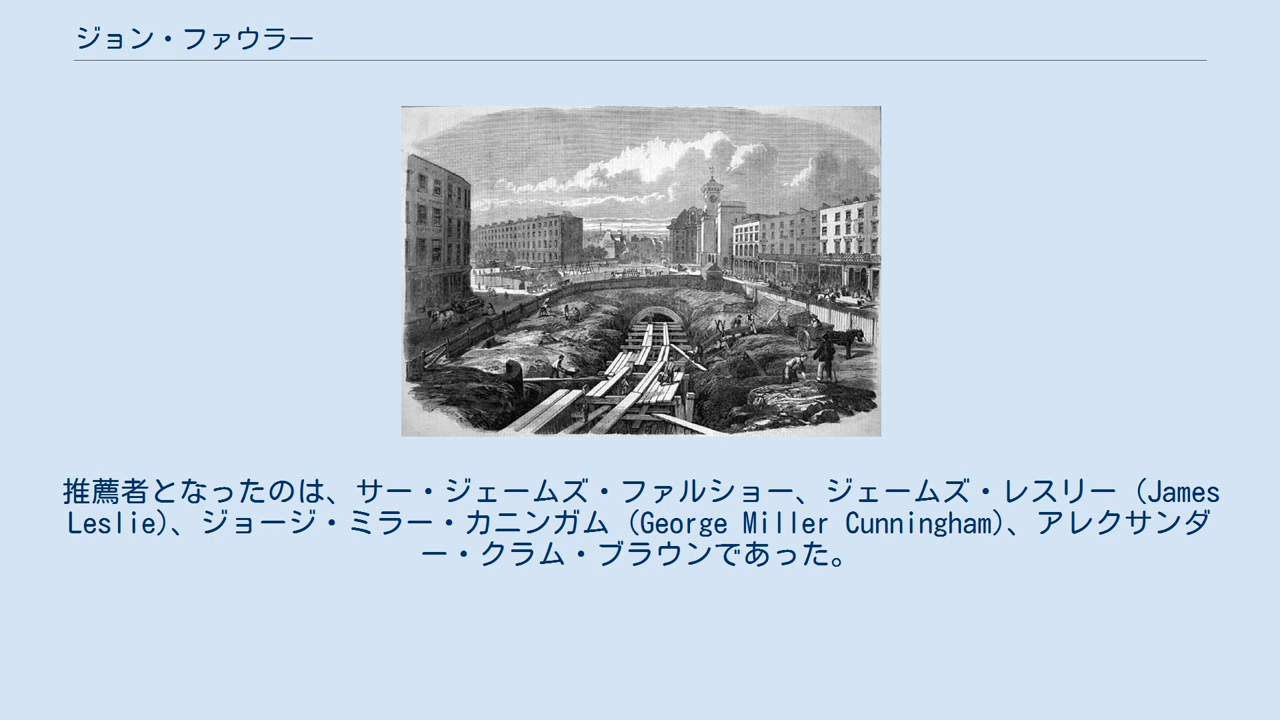 ジョン・ファウラー
推薦者となったのは、サー・ジェームズ・ファルショー、ジェームズ・レスリー（James
Leslie）、ジョージ・ミラー・カニンガム（George Miller Cunningham）、アレクサンダ
ー・クラム・ブラウンであった。